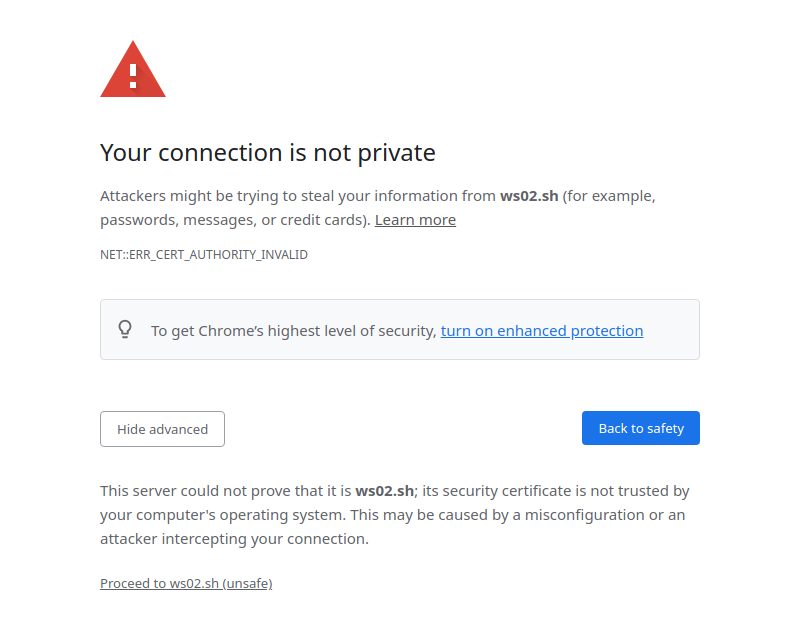 Your connection is not private
Attackers might be trying to steal your information from ws02.sh (for example,
passwords, messages, or credit cards). Learn more
NET::ERR_CERT_AUTHORITY_INVALID
To get Chrome’s highest level of security, turn on enhanced protection
Hide advanced
Back to safety
This server could not prove that it is ws02.sh; its security certificate is not trusted by
your computer's operating system. This may be caused by a misconfiguration or an
attacker intercepting your connection.
Proceed to ws02.sh (unsafe)